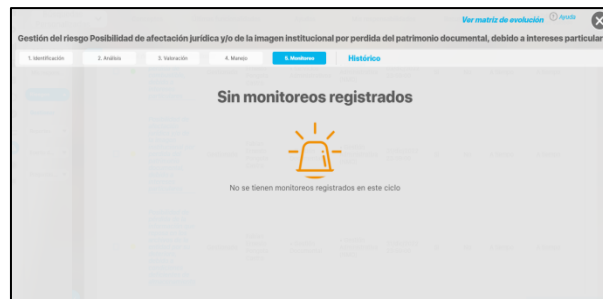 Ver matriz de evolución ? Ayuda
Gestión del riesgo Posibilidad de afectación jurídica y/o de la imagen institucional por perdida del patrimonio documental, debido a intereses particular
1. Identificación 2. Análisis 3. Valoración 4. Manejo 5. Monitoreo Histórico
Sin monitoreos registrados
No se tienen monitoreos registrados en este ciclo